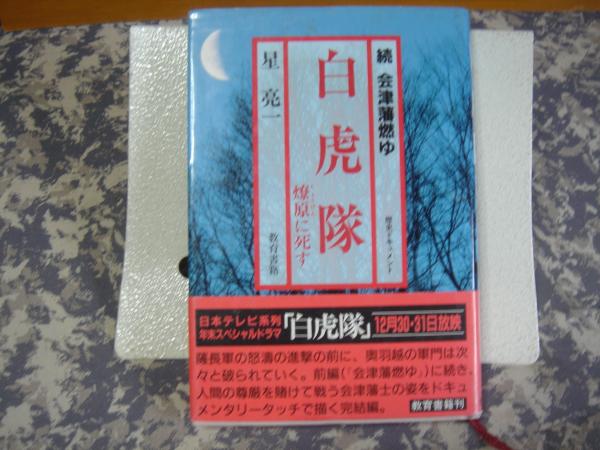 続 会津藩燃ゆ
歴史ドキュメント
白虎隊
燎原に死す
星 亮一
教育書籍
日本テレビ系列
年末スペシャルドラマ
「白虎隊」12月30・31日放映
薩長軍の怒濤の進撃の前に、奥羽越の軍門は次
々と破られていく。前編(「会津藩燃ゆ」)に続き、
人間の尊厳を賭けて戦う会津藩士の姿をドキュ
メンタリータッチで描く完結編。
教育書籍刊